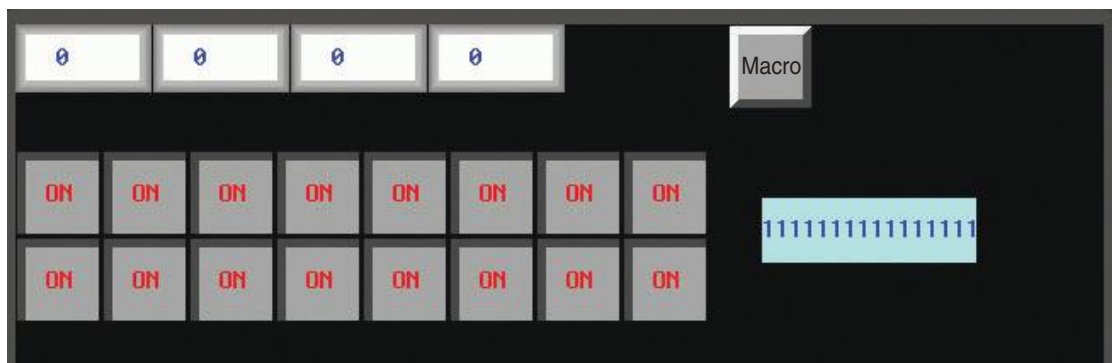 0 0 0 0 Macro
ON ON ON ON ON ON ON ON
1111111111111111
ON ON ON ON ON ON ON ON